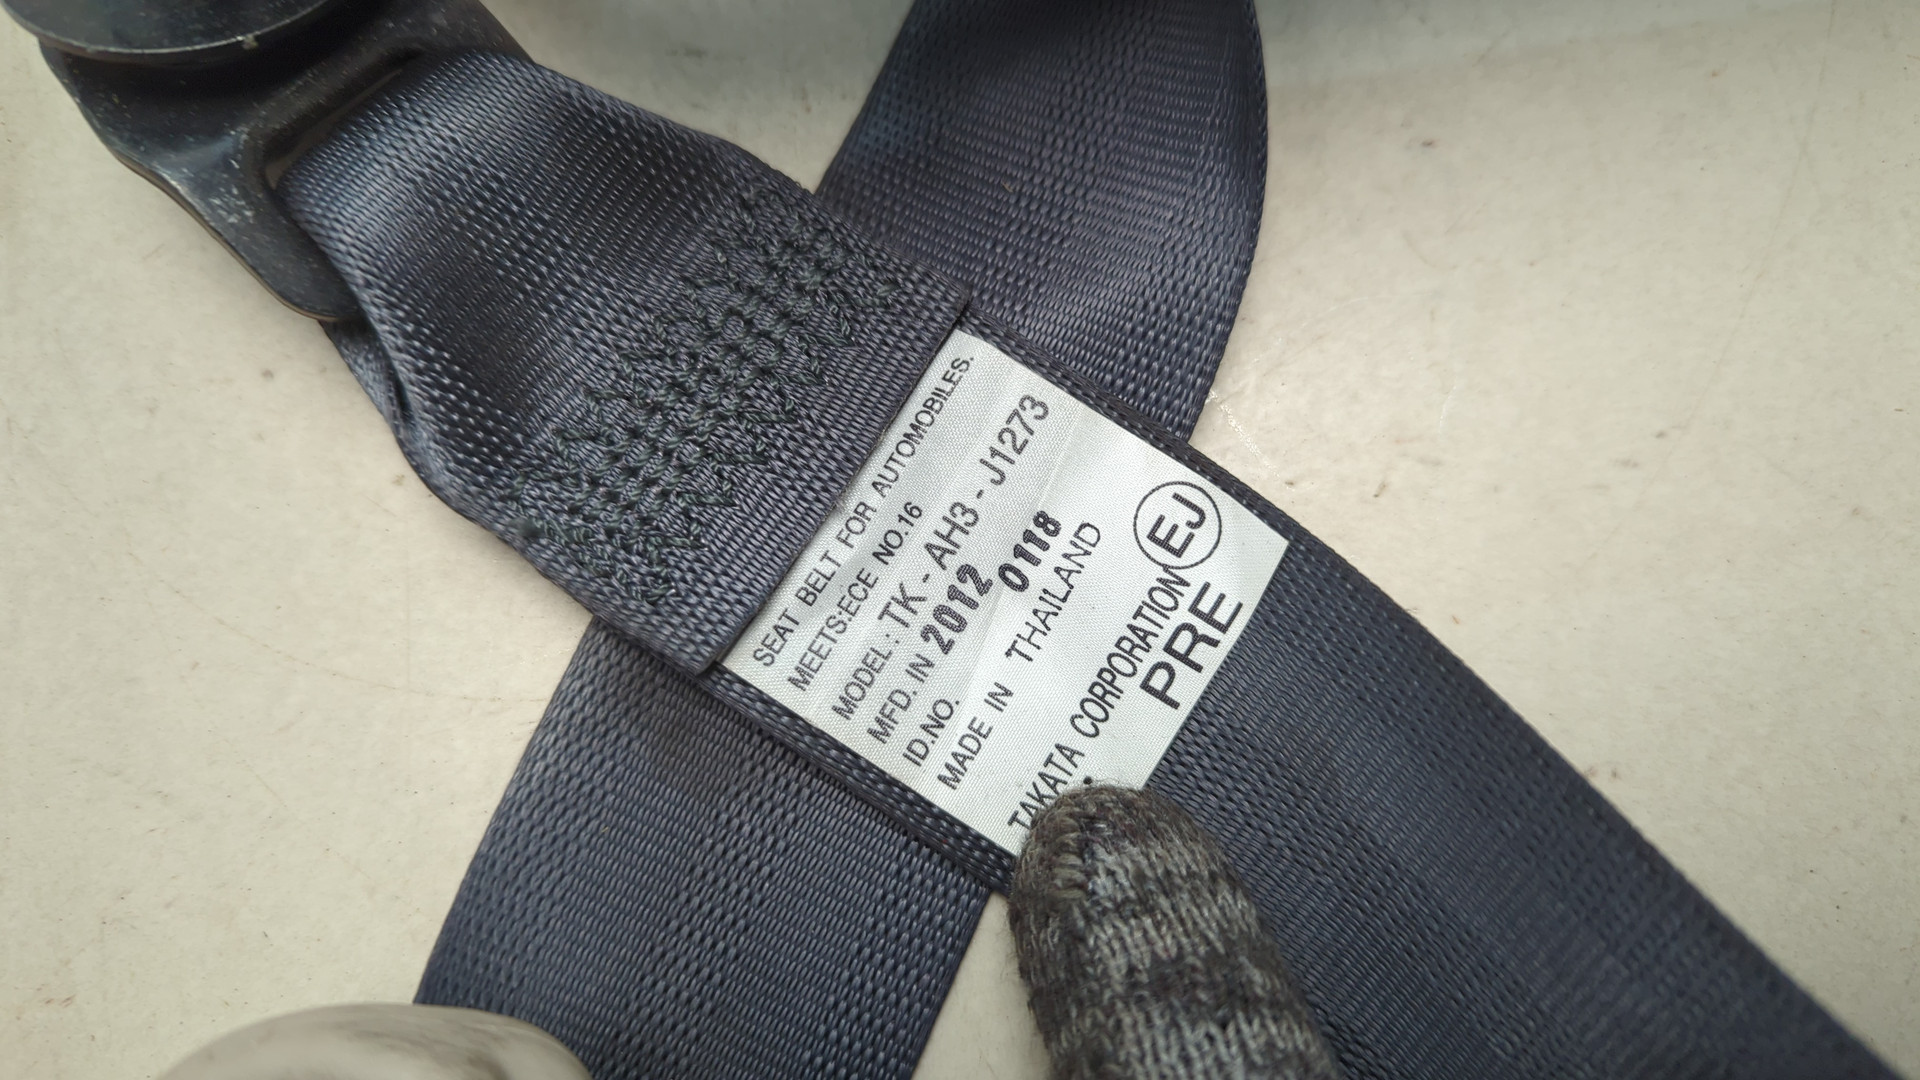 SEAT BELT FOR AUTOMOBILES.
MEETS:ECE NO.16
MODEL : TK - AH3 - J1273
MFD. IN 2012
ID.NO. 0118
MADE IN THAILAND
TAKATA CORPORATION EJ
PRE